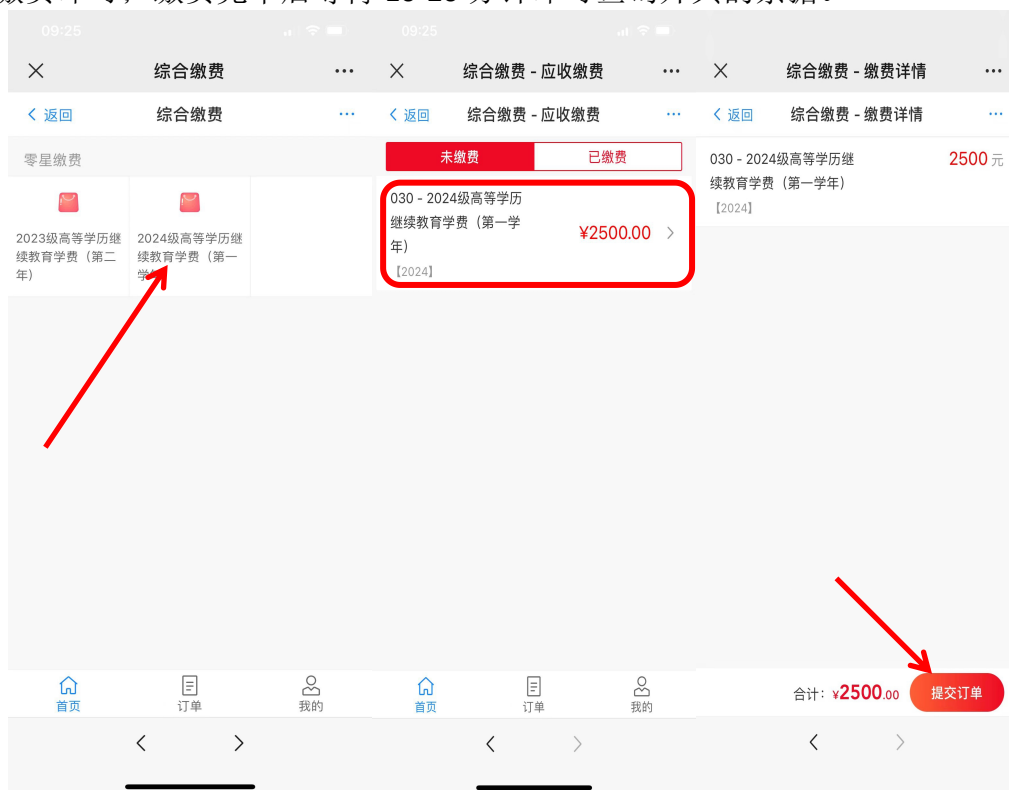 09:25
综合缴费
返回
综合缴费
零星缴费
2023级高等学历继
续教育学费（第二
年）
2024级高等学历继
续教育学费（第一
学
首页
订单
我的
09:25
综合缴费 - 应收缴费
返回
综合缴费 - 应收缴费
未缴费
已缴费
030 - 2024级高等学历
继续教育学费（第一学
年）
【2024】
¥2500.00
首页
订单
我的
综合缴费 - 缴费详情
返回
综合缴费 - 缴费详情
030 - 2024级高等学历继
续教育学费（第一学年）
【2024】
2500 元
合计：¥2500.00
提交订单